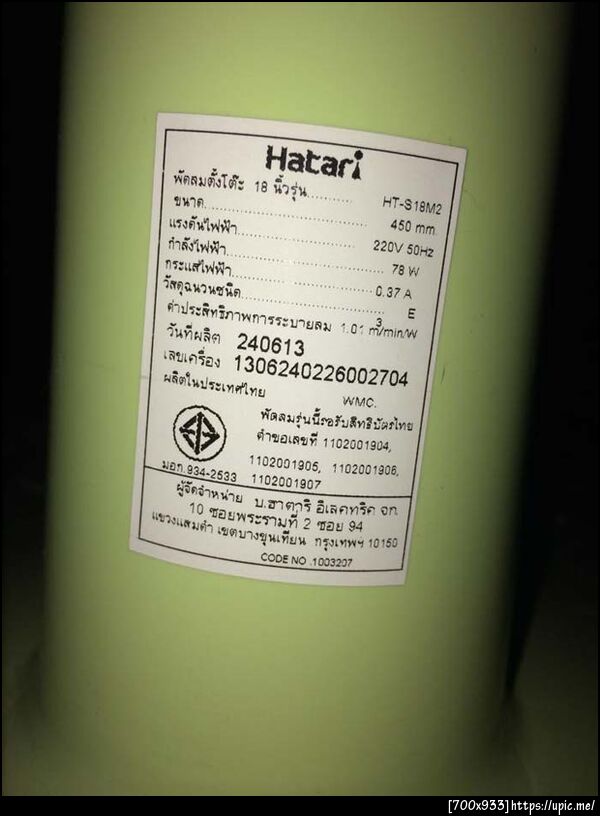 Hatari
พัดลมตั้งโต๊ะ 18 นิ้วรุ่น........... HT-S18M2
ขนาด........................................ 450 mm.
แรงดันไฟฟ้า........................................ 220V 50Hz
กำลังไฟฟ้า........................................ 78 W
กระแสไฟฟ้า........................................ 0.37 A
วัสดุฉนวนชนิด........................................ E
ค่าประสิทธิภาพการระบายลม 1.01 m³/min/W
วันที่ผลิต 240613
เลขเครื่อง 1306240226002704
ผลิตในประเทศไทย WMC.
พัดลมรุ่นนี้รอรับสิทธิบัตรไทย
คำขอเลขที่ 1102001904,
1102001905, 1102001906,
มอก.934-2533 1102001907
ผู้จัดจำหน่าย บ.ฮาตาริ อิเลคทริค จก.
10 ซอยพระรามที่ 2 ซอย 94
แขวงแสมดำ เขตบางขุนเทียน กรุงเทพฯ 10150
CODE NO .1003207
[700x933]https://upic.me/